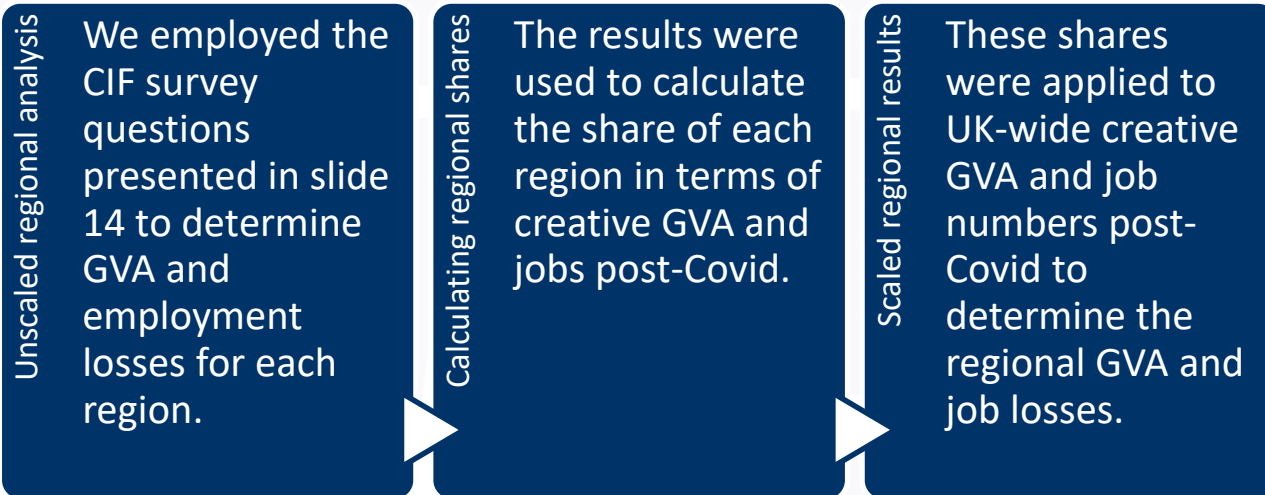 Unscaled regional analysis
We employed the
CIF survey
questions
presented in slide
14 to determine
GVA and
employment
losses for each
region.
Calculating regional shares
The results were
used to calculate
the share of each
region in terms of
creative GVA and
jobs post-Covid.
Scaled regional results
These shares
were applied to
UK-wide creative
GVA and job
numbers post-
Covid to
determine the
regional GVA and
job losses.